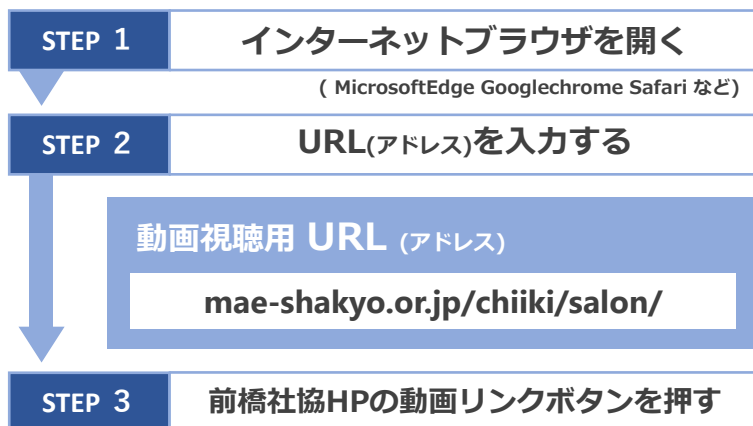 STEP 1 インターネットブラウザを開く
( MicrosoftEdge Googlechrome Safari など)
STEP 2 URL(アドレス)を入力する
動画視聴用 URL (アドレス)
mae-shakyo.or.jp/chiiki/salon/
STEP 3 前橋社協HPの動画リンクボタンを押す